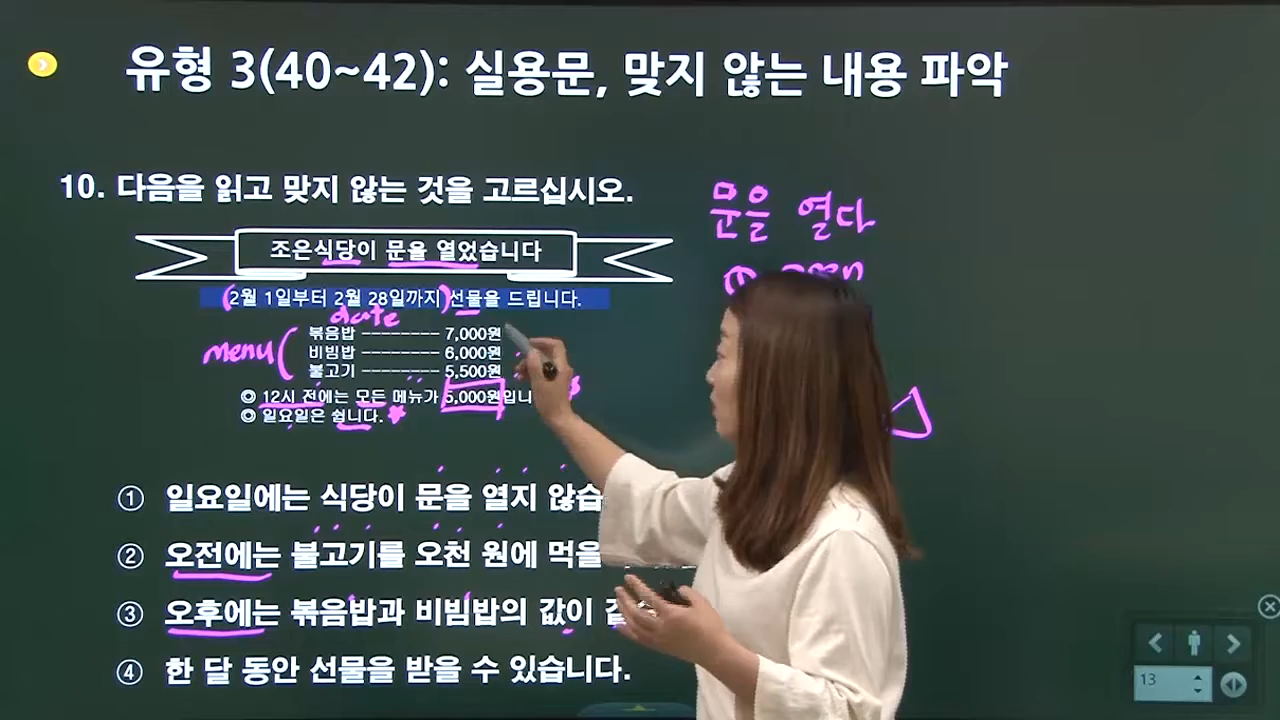 유형 3(40~42): 실용문, 맞지 않는 내용 파악
10. 다음을 읽고 맞지 않는 것을 고르십시오.
문을 열다
조은식당이 문을 열었습니다
open
(2월 1일부터 2월 28일까지) 선물을 드립니다.
date
menu
볶음밥 -------- 7,000원
비빔밥 -------- 6,000원
불고기 -------- 5,500원
◎ 12시 전에는 모든 메뉴가 5,000원입니
◎ 일요일은 쉽니다.
① 일요일에는 식당이 문을 열지 않습
② 오전에는 불고기를 오천 원에 먹을
③ 오후에는 볶음밥과 비빔밥의 값이
④ 한 달 동안 선물을 받을 수 있습니다.
13